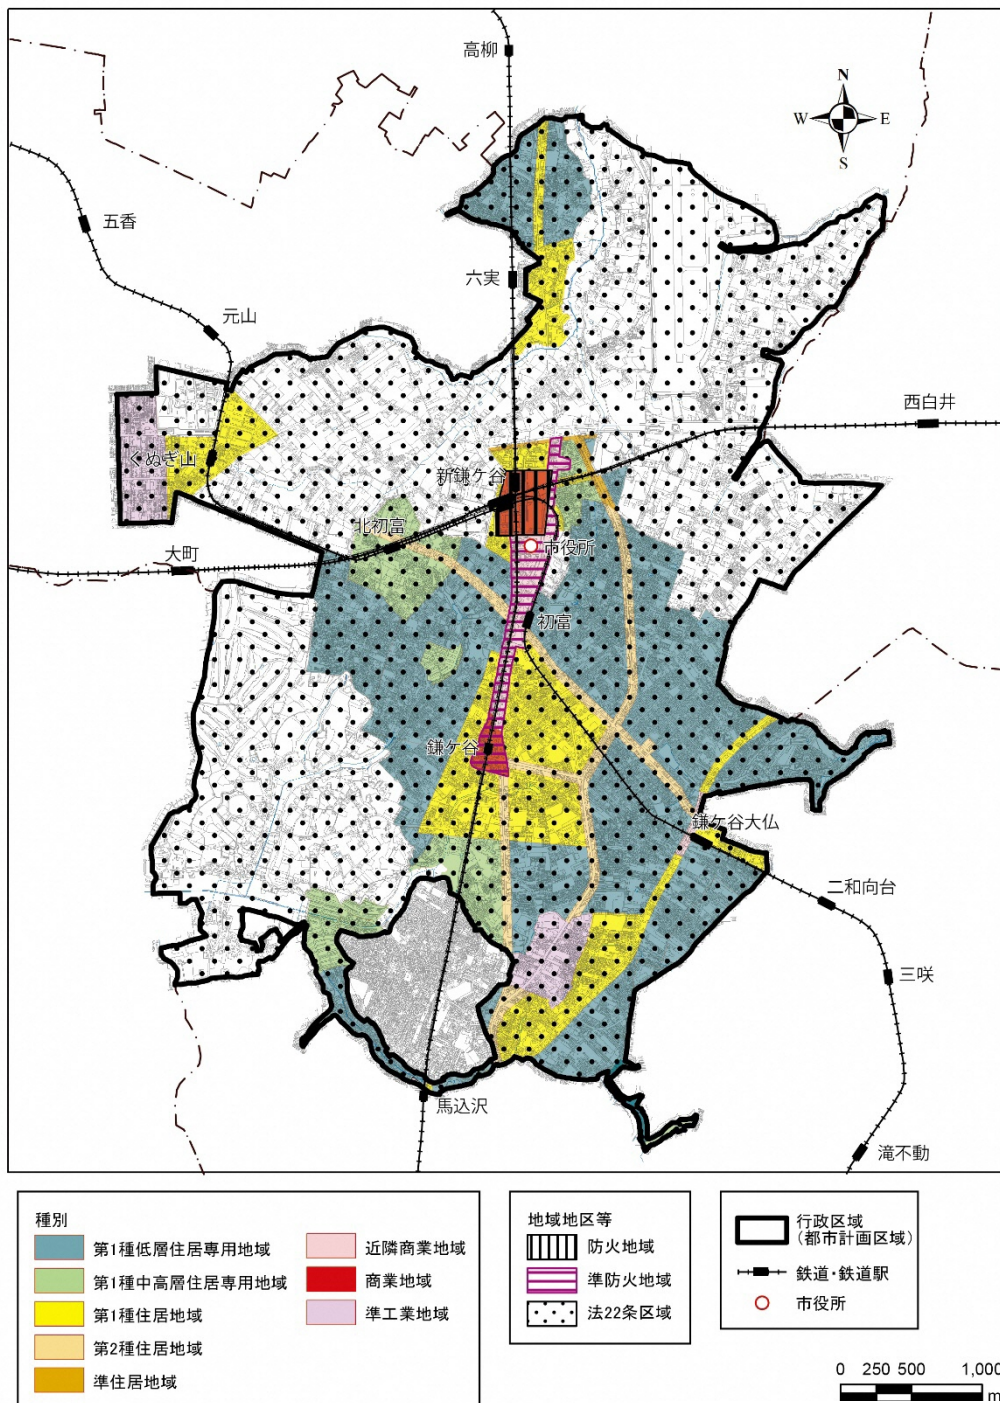 高柳
N
W
E
S
五香
六実
元山
西白井
くぬぎ山
新鎌ケ谷
北初富
市役所
大町
初富
鎌ケ谷
鎌ケ谷大仏
二和向台
三咲
馬込沢
滝不動
種別
第1種低層住居専用地域
第1種中高層住居専用地域
第1種住居地域
第2種住居地域
準住居地域
近隣商業地域
商業地域
準工業地域
地域地区等
防火地域
準防火地域
法22条区域
行政区域
(都市計画区域)
鉄道・鉄道駅
市役所
0 250 500 1,000
m